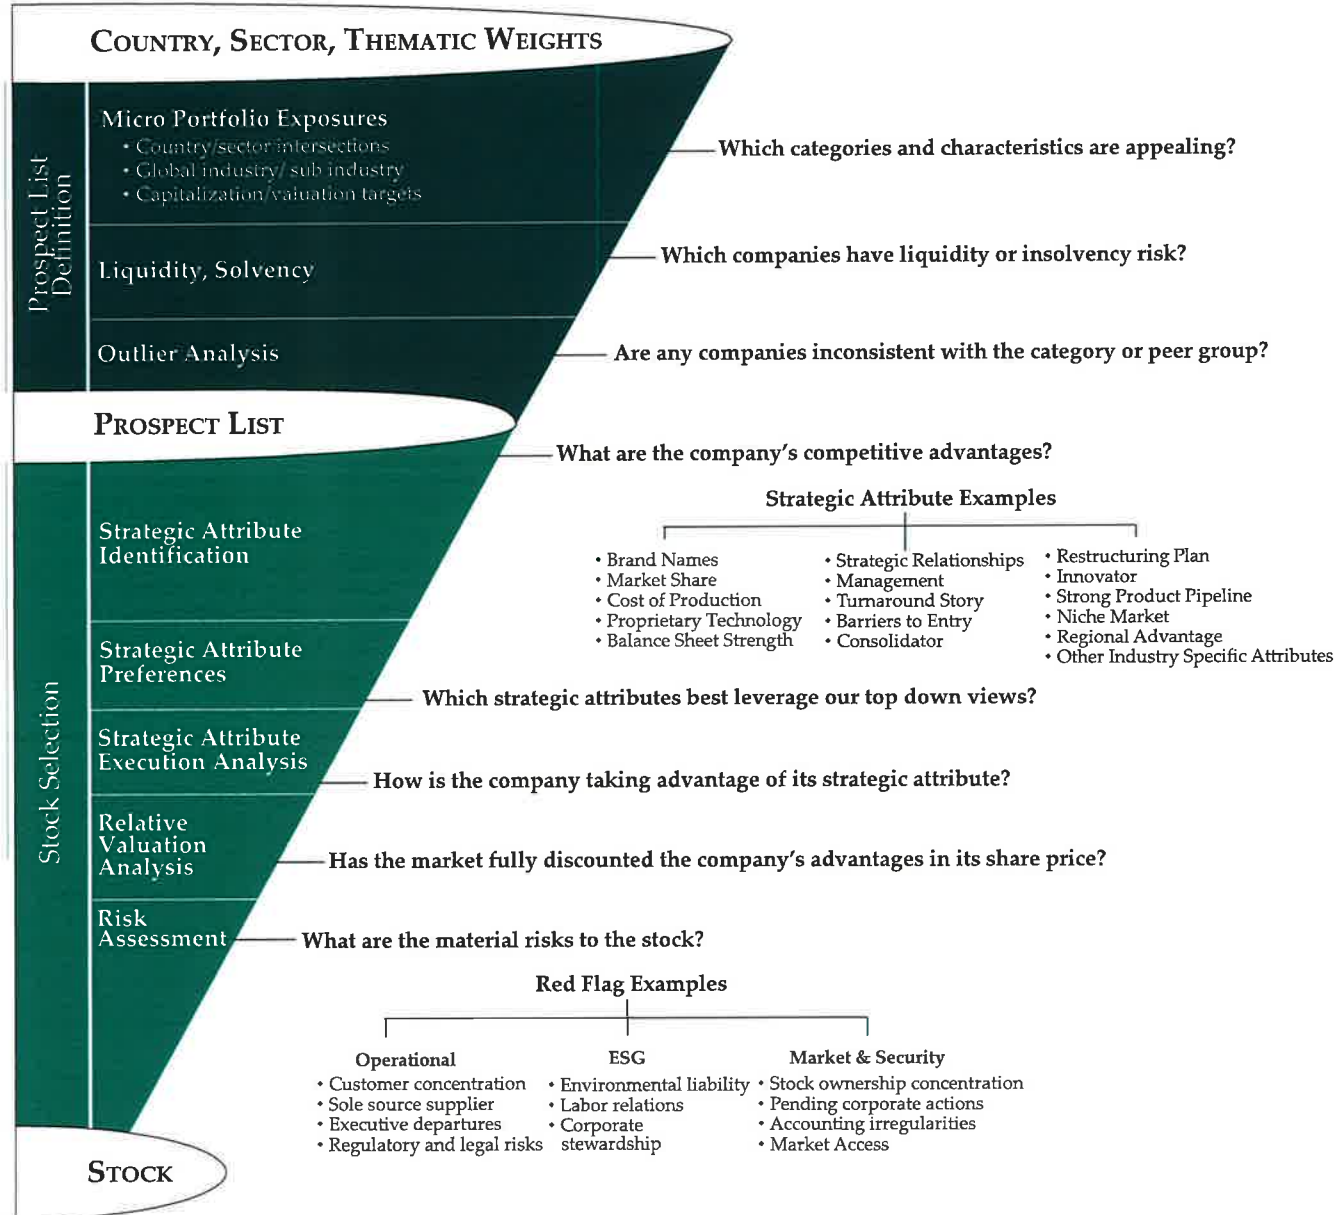 COUNTRY, SECTOR, THEMATIC WEIGHTS
Prospect List
Definition
Micro Portfolio Exposures
• Country/sector intersections
• Global industry/ sub industry
• Capitalization/valuation targets
Which categories and characteristics are appealing?
Liquidity, Solvency
Which companies have liquidity or insolvency risk?
Outlier Analysis
Are any companies inconsistent with the category or peer group?
PROSPECT LIST
What are the company's competitive advantages?
Stock Selection
Strategic Attribute
Identification
Strategic Attribute Examples
• Brand Names
• Market Share
• Cost of Production
• Proprietary Technology
• Balance Sheet Strength
• Strategic Relationships
• Management
• Turnaround Story
• Barriers to Entry
• Consolidator
• Restructuring Plan
• Innovator
• Strong Product Pipeline
• Niche Market
• Regional Advantage
• Other Industry Specific Attributes
Strategic Attribute
Preferences
Which strategic attributes best leverage our top down views?
Strategic Attribute
Execution Analysis
How is the company taking advantage of its strategic attribute?
Relative
Valuation
Analysis
Has the market fully discounted the company's advantages in its share price?
Risk
Assessment
What are the material risks to the stock?
Red Flag Examples
Operational
• Customer concentration
• Sole source supplier
• Executive departures
• Regulatory and legal risks
ESG
• Environmental liability
• Labor relations
• Corporate
stewardship
Market & Security
• Stock ownership concentration
• Pending corporate actions
• Accounting irregularities
• Market Access
STOCK